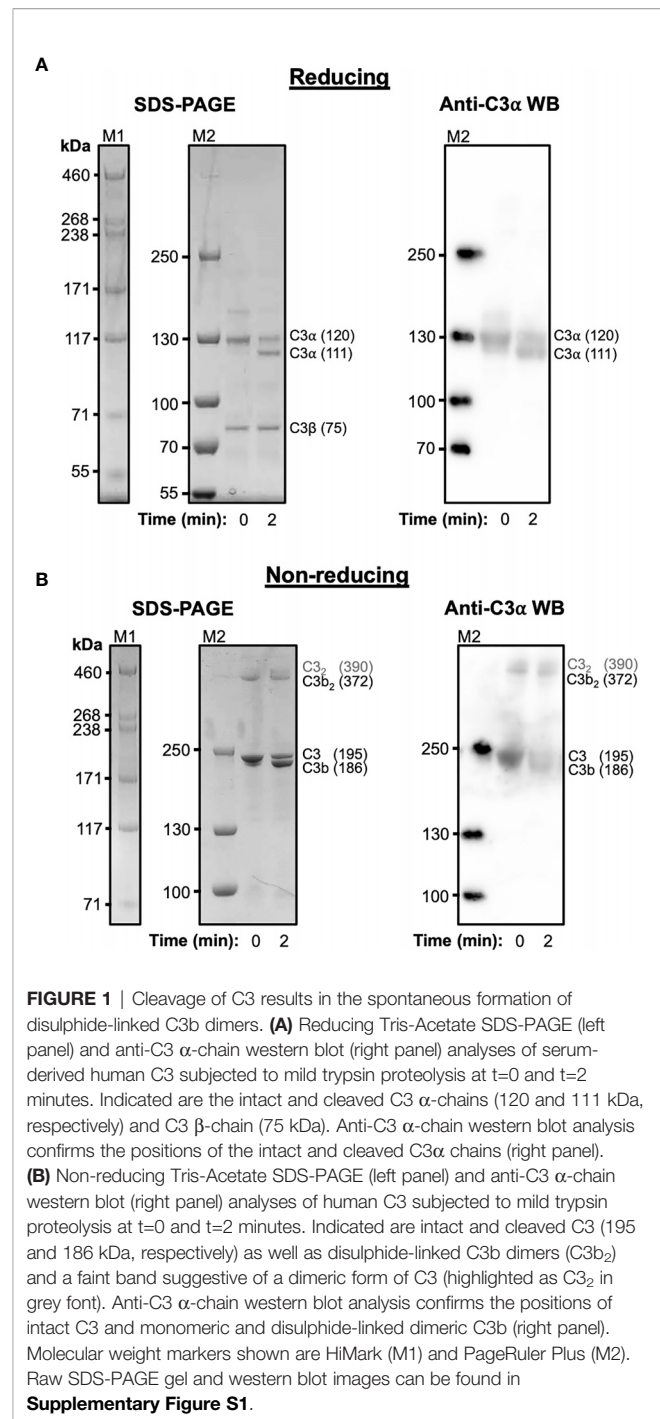 A
Reducing
SDS-PAGE
Anti-C3α WB
kDa
M1
M2
M2
460
268
238
171
117
71
55
250
130
100
70
55
C3α (120)
C3α (111)
C3β (75)
Time (min): 0 2
250
130
100
70
C3α (120)
C3α (111)
Time (min): 0 2
B
Non-reducing
SDS-PAGE
Anti-C3α WB
kDa
M1
M2
M2
460
268
238
171
117
71
250
130
100
C3₂ (390)
C3b₂ (372)
C3 (195)
C3b (186)
Time (min): 0 2
250
130
100
C3₂ (390)
C3b₂ (372)
C3 (195)
C3b (186)
Time (min): 0 2
FIGURE 1 | Cleavage of C3 results in the spontaneous formation of
disulphide-linked C3b dimers. (A) Reducing Tris-Acetate SDS-PAGE (left
panel) and anti-C3 α-chain western blot (right panel) analyses of serum-
derived human C3 subjected to mild trypsin proteolysis at t=0 and t=2
minutes. Indicated are the intact and cleaved C3 α-chains (120 and 111 kDa,
respectively) and C3 β-chain (75 kDa). Anti-C3 α-chain western blot analysis
confirms the positions of the intact and cleaved C3α chains (right panel).
(B) Non-reducing Tris-Acetate SDS-PAGE (left panel) and anti-C3 α-chain
western blot (right panel) analyses of human C3 subjected to mild trypsin
proteolysis at t=0 and t=2 minutes. Indicated are intact and cleaved C3 (195
and 186 kDa, respectively) as well as disulphide-linked C3b dimers (C3b₂)
and a faint band suggestive of a dimeric form of C3 (highlighted as C3₂ in
grey font). Anti-C3 α-chain western blot analysis confirms the positions of
intact C3 and monomeric and disulphide-linked dimeric C3b (right panel).
Molecular weight markers shown are HiMark (M1) and PageRuler Plus (M2).
Raw SDS-PAGE gel and western blot images can be found in
Supplementary Figure S1.